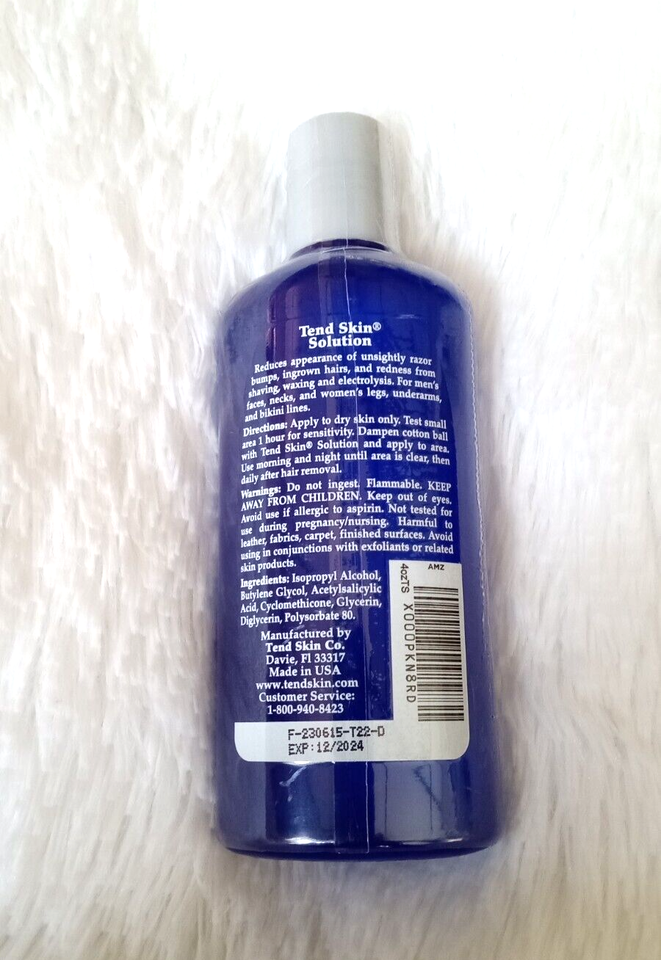 Tend Skin®
Solution
Reduces appearance of unsightly razor
bumps, ingrown hairs, and redness from
shaving, waxing and electrolysis. For men's
faces, necks, and women's legs, underarms,
and bikini lines.
Directions: Apply to dry skin only. Test small
area 1 hour for sensitivity. Dampen cotton ball
with Tend Skin® Solution and apply to area.
Use morning and night until area is clear, then
daily after hair removal.
Warnings: Do not ingest. Flammable. KEEP
AWAY FROM CHILDREN. Keep out of eyes.
Avoid use if allergic to aspirin. Not tested for
use during pregnancy/nursing. Harmful to
leather, fabrics, carpet, finished surfaces. Avoid
using in conjunctions with exfoliants or related
skin products.
Ingredients: Isopropyl Alcohol,
Butylene Glycol, Acetylsalicylic
Acid, Cyclomethicone, Glycerin,
Diglycerin, Polysorbate 80.
Manufactured by
Tend Skin Co.
Davie, Fl 33317
Made in USA
www.tendskin.com
Customer Service:
1-800-940-8423
AMZ
4OZTS
X000PKN8RD
F-230615-T22-D
EXP:12/2024